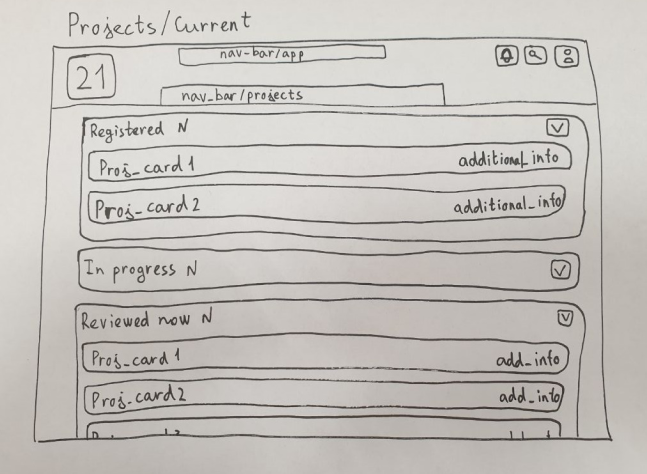 Projects/Current
nav-bar/app
21
nav_bar/projects
Registered N
Proj_card 1 additional_info
Proj_card 2 additional_info
In progress N
Reviewed now N
Proj_card 1 add_info
Proj_card 2 add_info